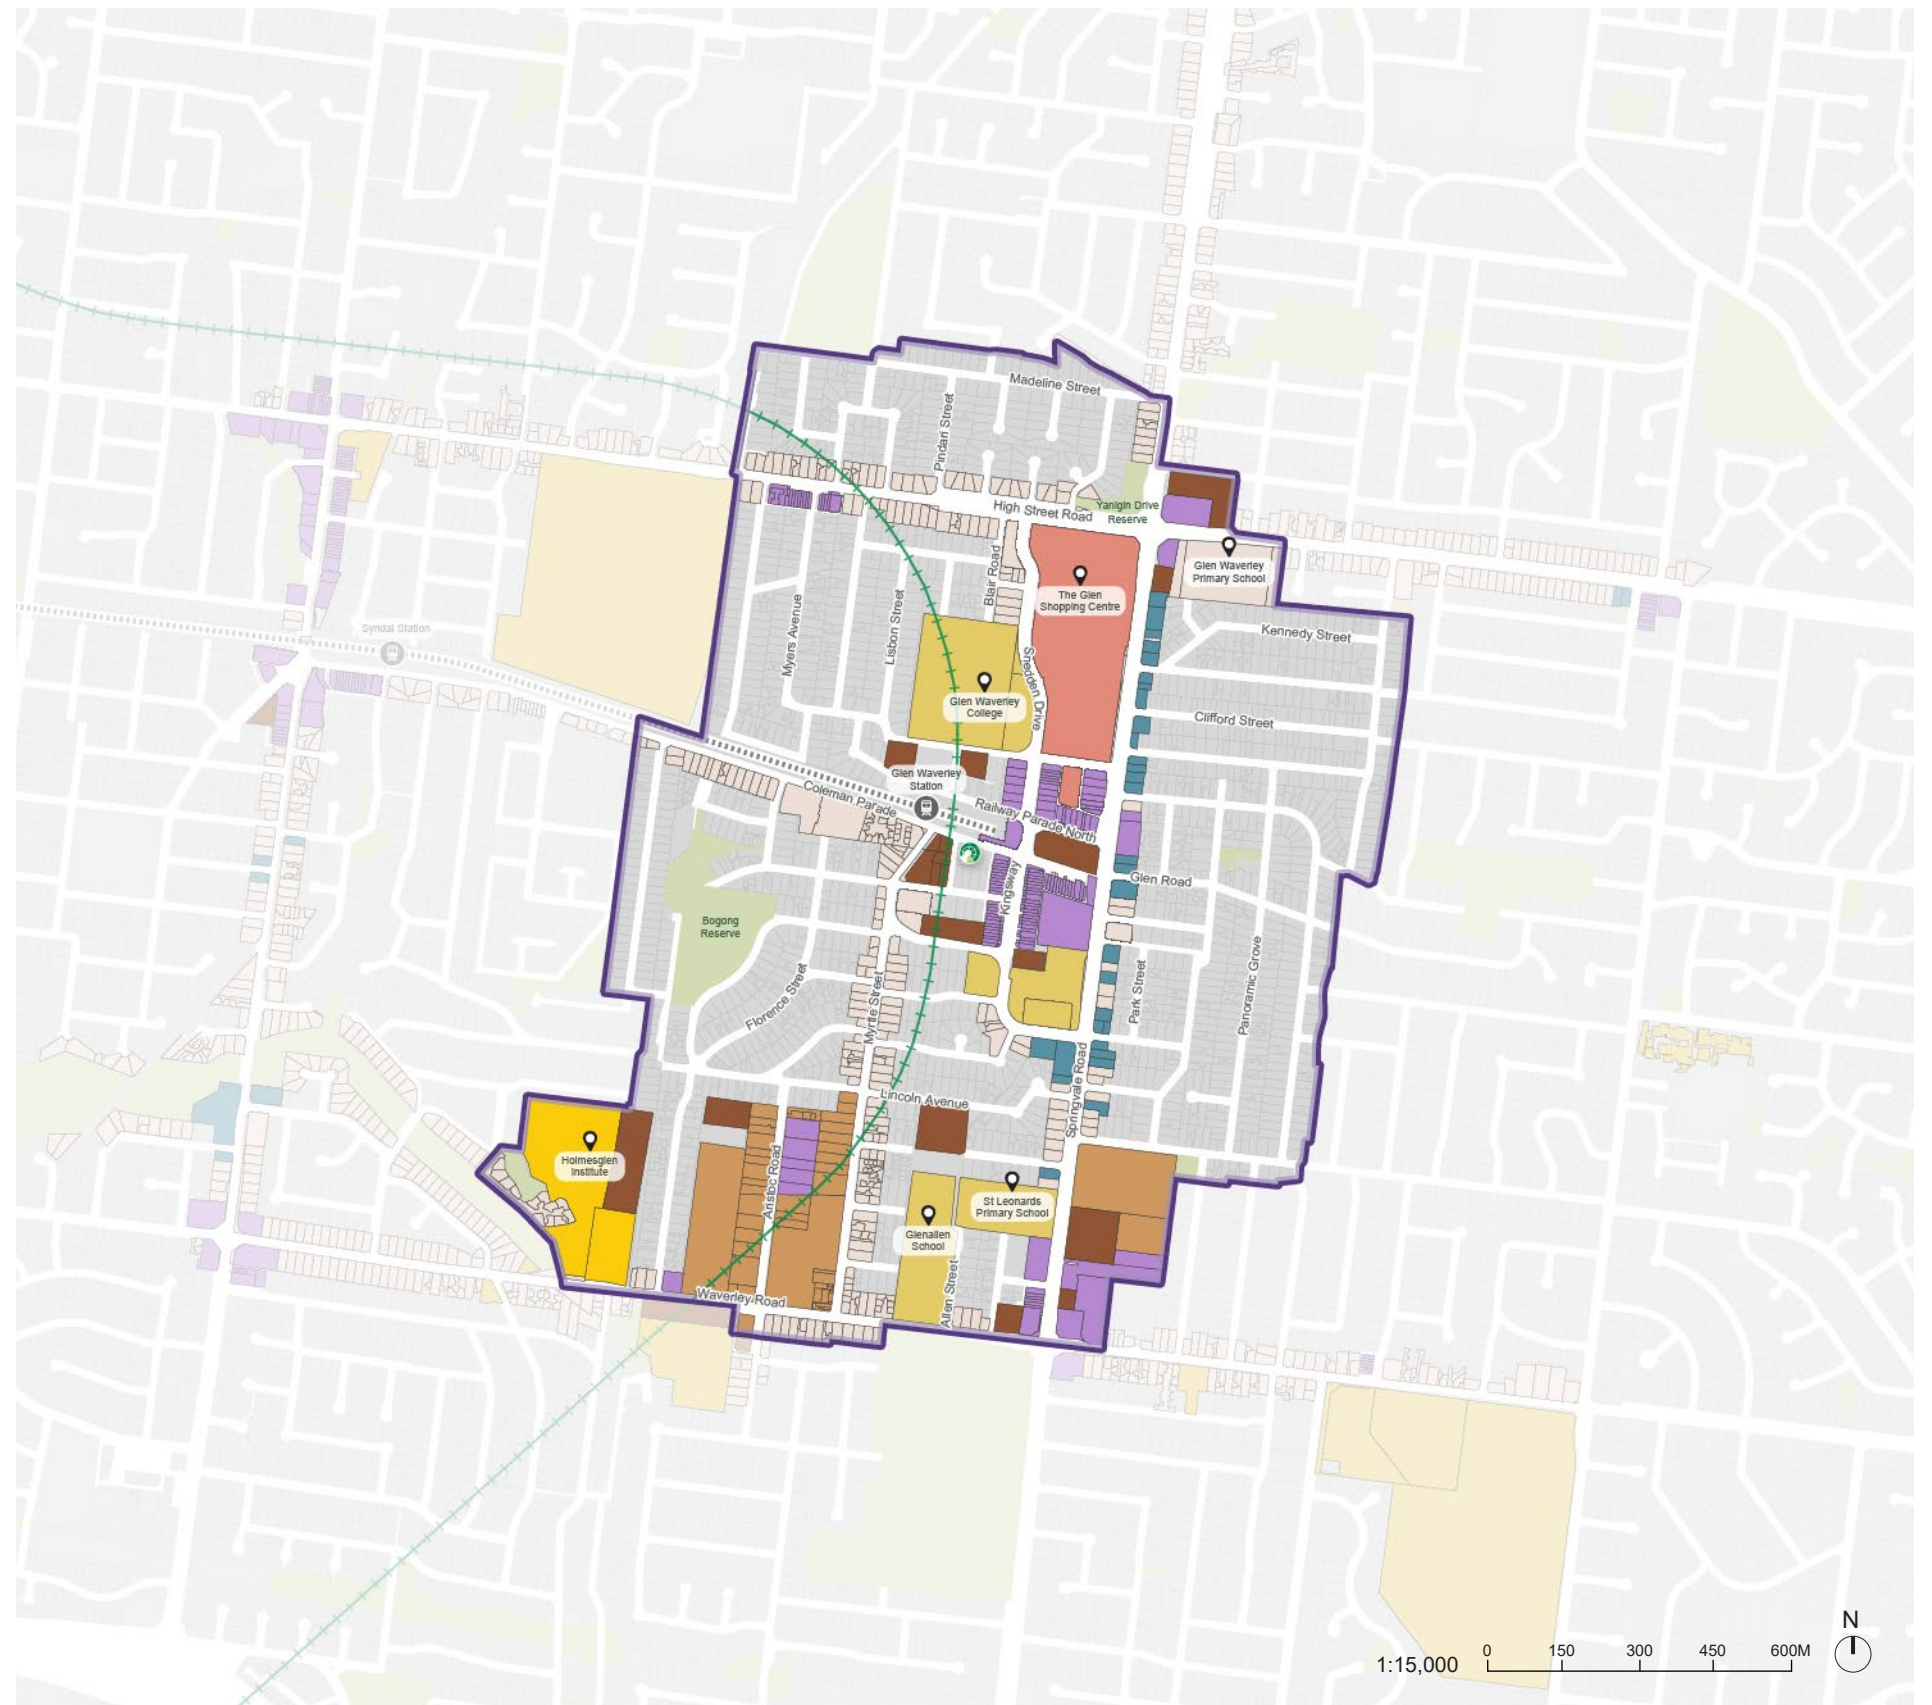 Madeline Street
Pindari Street
High Street Road
Yanigin Drive
Reserve
Glen Waverley
Primary School
Blair Road
The Glen
Shopping Centre
Kennedy Street
Myers Avenue
Lisbon Street
Syndal Station
Snedden Drive
Glen Waverley
College
Clifford Street
Glen Waverley
Station
Coleman Parade
Railway Parade North
Glen Road
Kingsway
Bogong
Reserve
Florence Street
Myrtle Street
Park Street
Panoramic Grove
Springvale Road
Lincoln Avenue
Holmesglen
Institute
Aristoc Road
St Leonards
Primary School
Glenallen
School
Allen Street
Waverley Road
N
1:15,000
0 150 300 450 600M